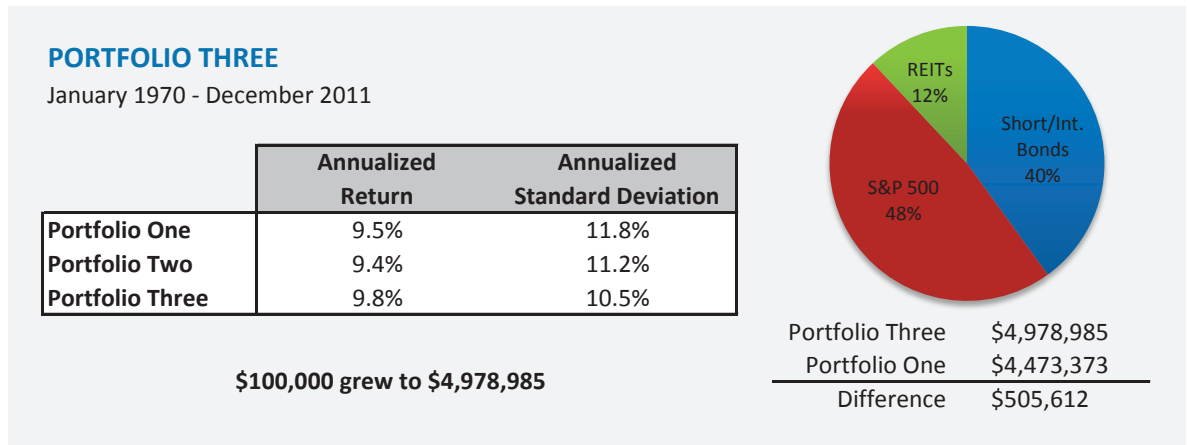 PORTFOLIO THREE
January 1970 - December 2011
Annualized Return Annualized Standard Deviation
Portfolio One 9.5% 11.8%
Portfolio Two 9.4% 11.2%
Portfolio Three 9.8% 10.5%
$100,000 grew to $4,978,985
REITs
12%
Short/Int.
Bonds
40%
S&P 500
48%
Portfolio Three $4,978,985
Portfolio One $4,473,373
Difference $505,612